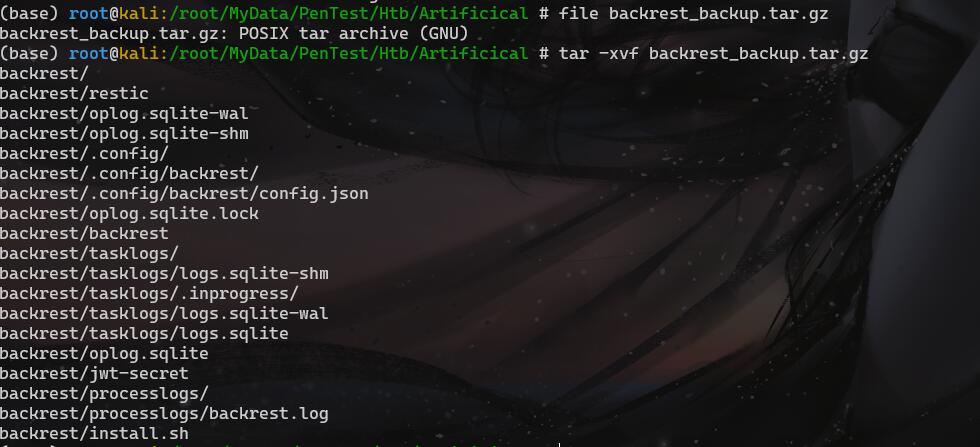 (base) root@kali:/root/MyData/PenTest/Htb/Artificical # file backrest_backup.tar.gz
backrest_backup.tar.gz: POSIX tar archive (GNU)
(base) root@kali:/root/MyData/PenTest/Htb/Artificical # tar -xvf backrest_backup.tar.gz
backrest/
backrest/restic
backrest/oplog.sqlite-wal
backrest/oplog.sqlite-shm
backrest/.config/
backrest/.config/backrest/
backrest/.config/backrest/config.json
backrest/oplog.sqlite.lock
backrest/backrest
backrest/tasklogs/
backrest/tasklogs/logs.sqlite-shm
backrest/tasklogs/.inprogress/
backrest/tasklogs/logs.sqlite-wal
backrest/tasklogs/logs.sqlite
backrest/oplog.sqlite
backrest/jwt-secret
backrest/processlogs/
backrest/processlogs/backrest.log
backrest/install.sh